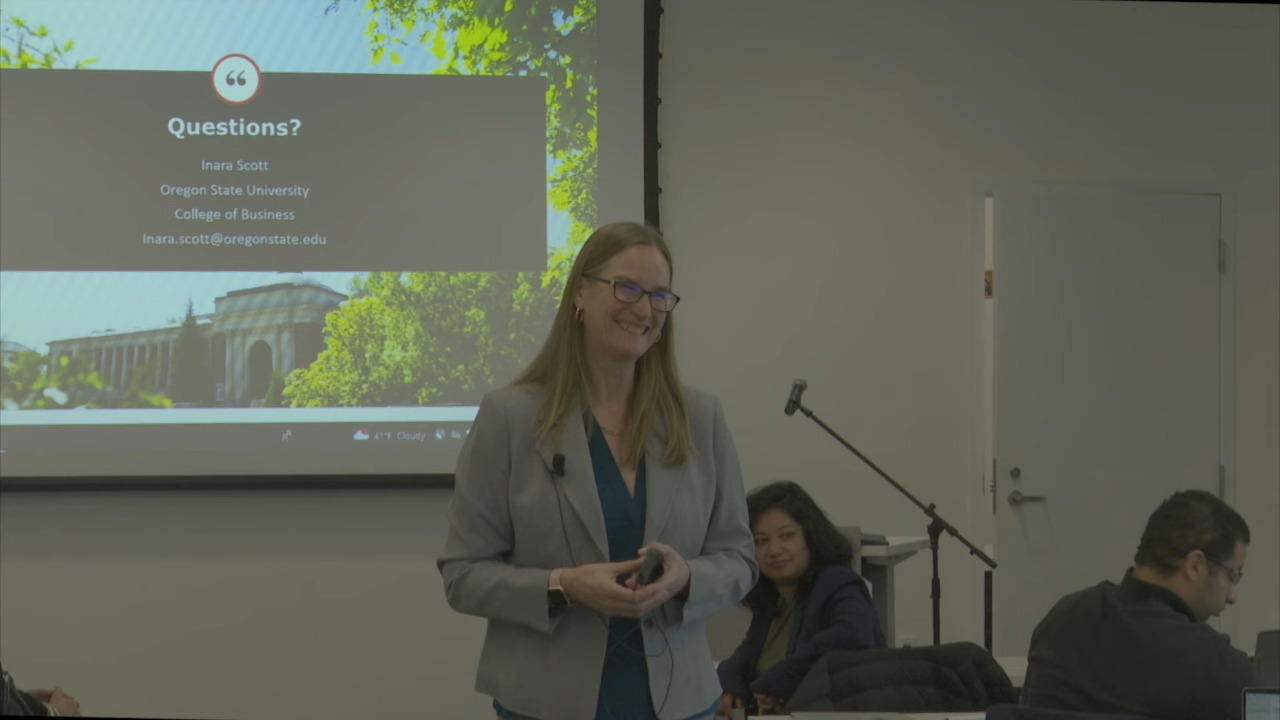 “
Questions?
Inara Scott
Oregon State University
College of Business
Inara.scott@oregonstate.edu
41°F Cloudy